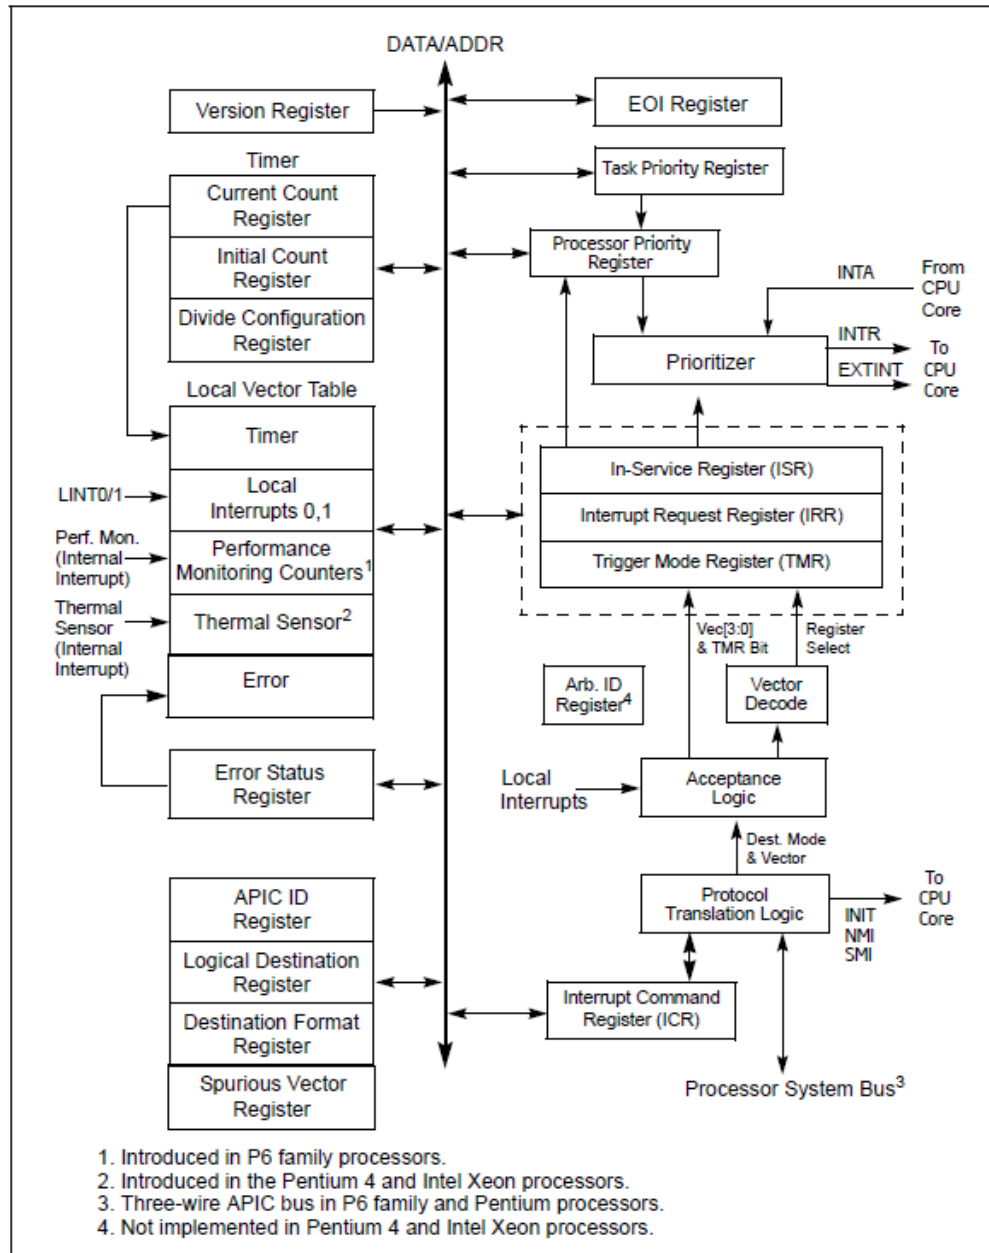 DATA/ADDR
Version Register
EOI Register
Timer
Current Count
Register
Initial Count
Register
Divide Configuration
Register
Task Priority Register
Processor Priority
Register
INTA
From
CPU
Core
Prioritizer
INTR
EXTINT
To
CPU
Core
Local Vector Table
Timer
LINT0/1
Local
Interrupts 0,1
Perf. Mon.
(Internal
Interrupt)
Performance
Monitoring Counters1
Thermal
Sensor
(Internal
Interrupt)
Thermal Sensor2
Error
In-Service Register (ISR)
Interrupt Request Register (IRR)
Trigger Mode Register (TMR)
Vec[3:0]
& TMR Bit
Register
Select
Arb. ID
Register4
Vector
Decode
Error Status
Register
Local
Interrupts
Acceptance
Logic
Dest. Mode
& Vector
Protocol
Translation Logic
INIT
NMI
SMI
To
CPU
Core
APIC ID
Register
Logical Destination
Register
Destination Format
Register
Spurious Vector
Register
Interrupt Command
Register (ICR)
Processor System Bus3
1. Introduced in P6 family processors.
2. Introduced in the Pentium 4 and Intel Xeon processors.
3. Three-wire APIC bus in P6 family and Pentium processors.
4. Not implemented in Pentium 4 and Intel Xeon processors.